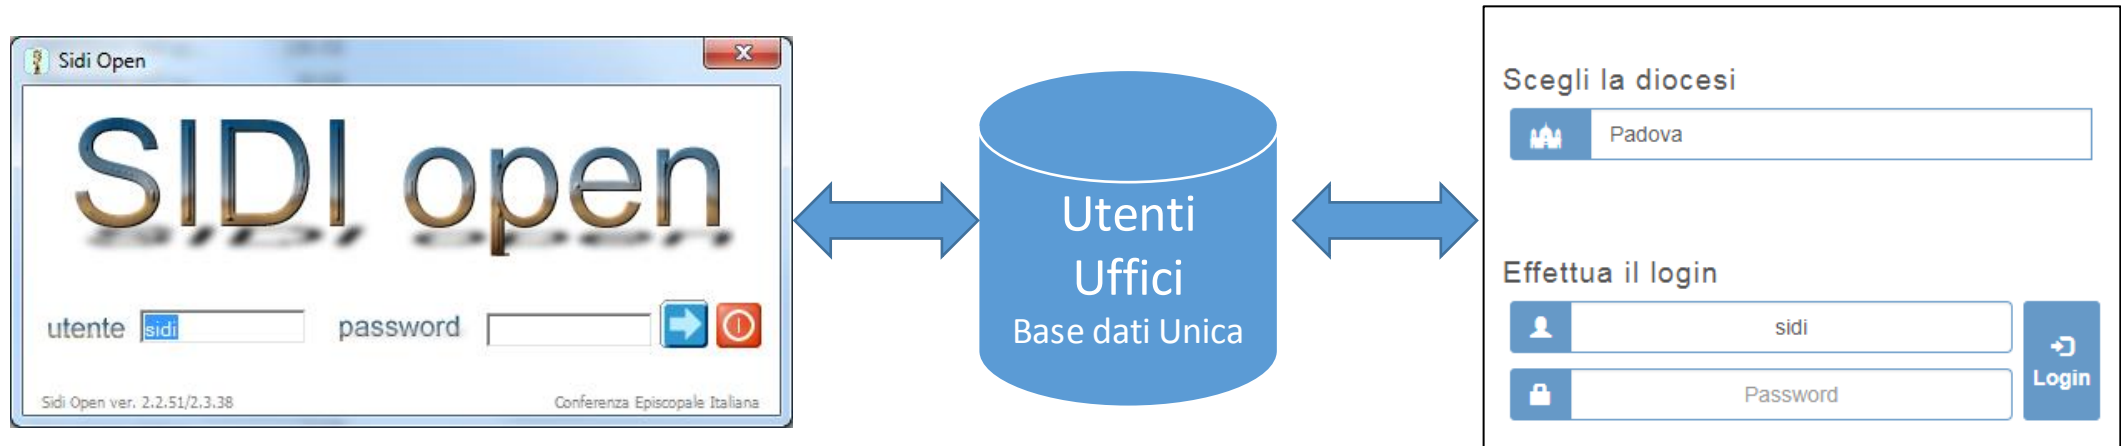 Sidi Open
SIDI open
utente sidi password
Sidi Open ver. 2.2.51/2.3.38 Conferenza Episcopale Italiana
Utenti
Uffici
Base dati Unica
Scegli la diocesi
Padova
Effettua il login
sidi
Password
Login